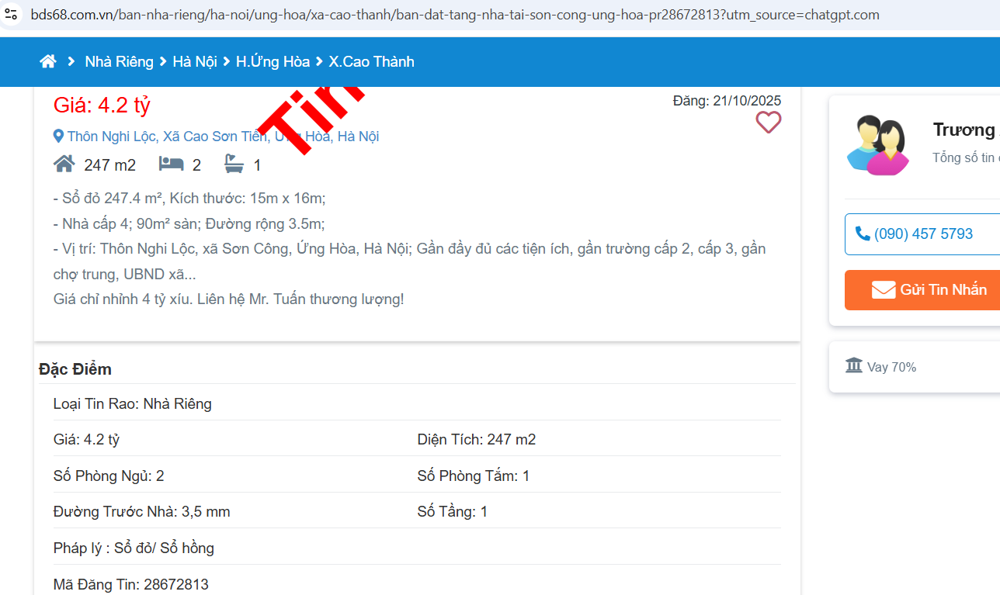 bds68.com.vn/ban-nha-rieng/ha-noi/ung-hoa/xa-cao-thanh/ban-dat-tang-nha-tai-son-cong-ung-hoa-pr28672813?utm_source=chatgpt.com
Nhà Riêng > Hà Nội > H.Ứng Hòa > X.Cao Thành
Giá: 4.2 tỷ
Tin
Đăng: 21/10/2025
Thôn Nghi Lộc, Xã Cao Sơn Tiến, Ứng Hòa, Hà Nội
247 m2 2 1
- Sổ đỏ 247.4 m², Kích thước: 15m x 16m;
- Nhà cấp 4; 90m² sàn; Đường rộng 3.5m;
- Vị trí: Thôn Nghi Lộc, xã Sơn Công, Ứng Hòa, Hà Nội; Gần đầy đủ các tiện ích, gần trường cấp 2, cấp 3, gần
chợ trung, UBND xã...
Giá chỉ nhỉnh 4 tỷ xíu. Liên hệ Mr. Tuấn thương lượng!
Đặc Điểm
Loại Tin Rao: Nhà Riêng
Giá: 4.2 tỷ
Diện Tích: 247 m2
Số Phòng Ngủ: 2
Số Phòng Tắm: 1
Đường Trước Nhà: 3,5 mm
Số Tầng: 1
Pháp lý : Sổ đỏ/ Sổ hồng
Mã Đăng Tin: 28672813
Trương
Tổng số tin
(090) 457 5793
Gửi Tin Nhắn
Vay 70%